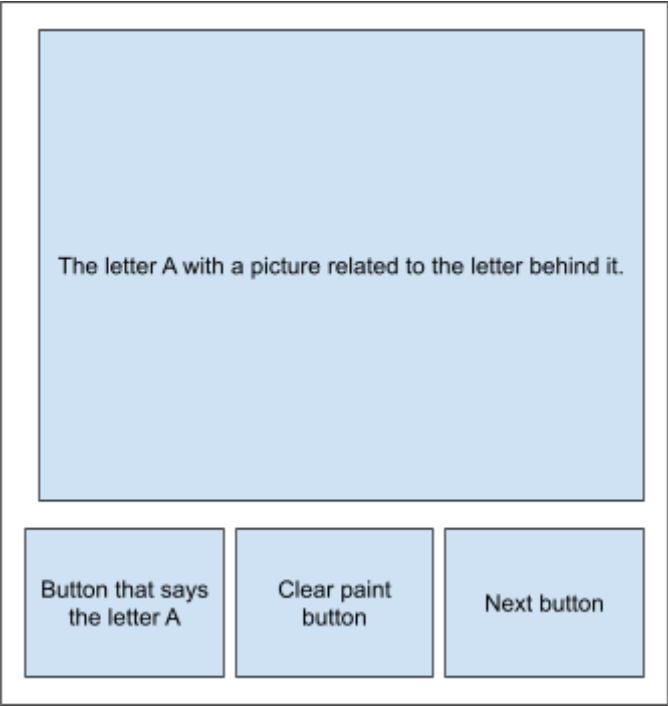 The letter A with a picture related to the letter behind it.
Button that says
the letter A
Clear paint
button
Next button